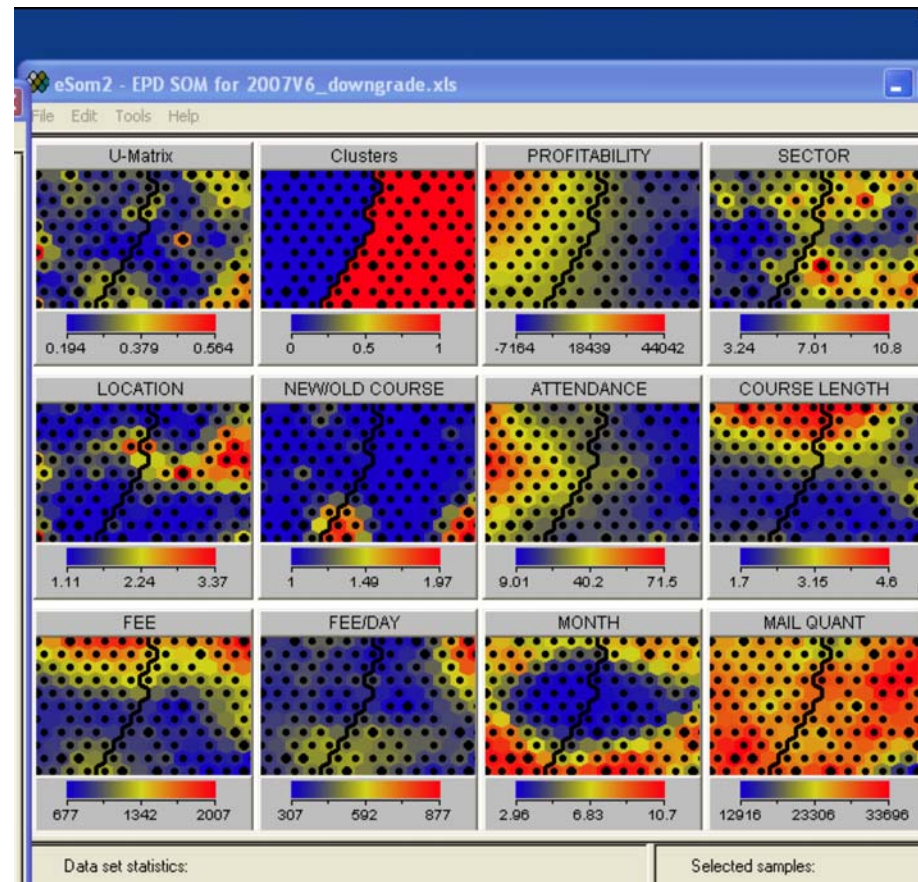 eSom2 - EPD SOM for 2007V6_downgrade.xls
File Edit Tools Help
U-Matrix Clusters PROFITABILITY SECTOR
0.194 0.379 0.564 0 0.5 1 -7164 18439 44042 3.24 7.01 10.8
LOCATION NEW/OLD COURSE ATTENDANCE COURSE LENGTH
1.11 2.24 3.37 1 1.49 1.97 9.01 40.2 71.5 1.7 3.15 4.6
FEE FEE/DAY MONTH MAIL QUANT
677 1342 2007 307 592 877 2.96 6.83 10.7 12916 23306 33696
Data set statistics: Selected samples: